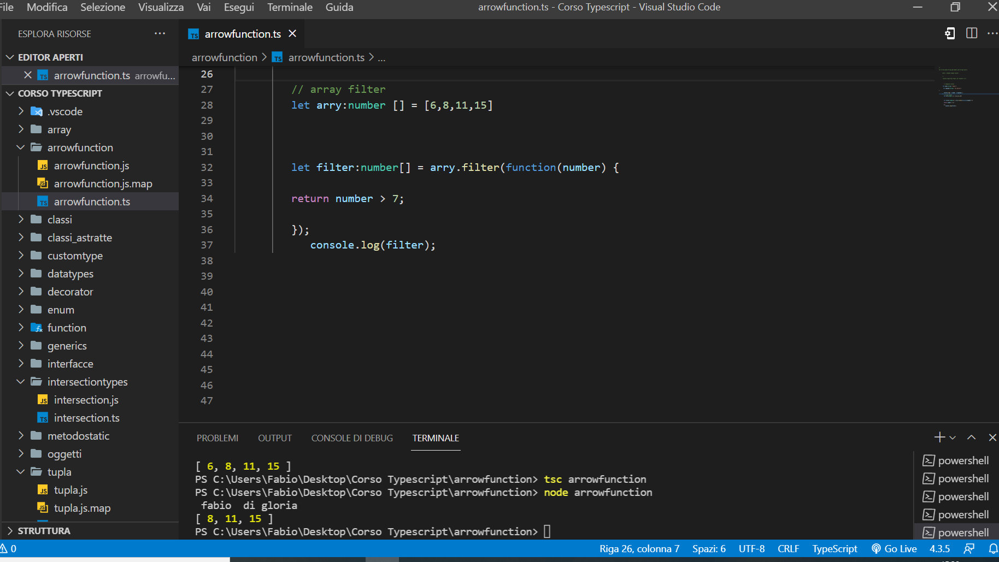 File Modifica Selezione Visualizza Vai Esegui Terminale Guida
arrowfunction.ts - Corso Typescript - Visual Studio Code
ESPLORA RISORSE
EDITOR APERTI
arrowfunction.ts arrowfu...
CORSO TYPESCRIPT
.vscode
array
arrowfunction
arrowfunction.js
arrowfunction.js.map
arrowfunction.ts
classi
classi_astratte
customtype
datatypes
decorator
enum
function
generics
interfacce
intersectiontypes
intersection.js
intersection.ts
metodostatic
oggetti
tupla
tupla.js
tupla.js.map
STRUTTURA
arrowfunction.ts
arrowfunction > arrowfunction.ts > ...
26
27 // array filter
28 let arry:number [] = [6,8,11,15]
29
30
31
32 let filter:number[] = arry.filter(function(number) {
33
34 return number > 7;
35
36 });
37 console.log(filter);
38
39
40
41
42
43
44
45
46
47
PROBLEMI OUTPUT CONSOLE DI DEBUG TERMINALE
[ 6, 8, 11, 15 ]
PS C:\Users\Fabio\Desktop\Corso Typescript\arrowfunction> tsc arrowfunction
PS C:\Users\Fabio\Desktop\Corso Typescript\arrowfunction> node arrowfunction
fabio di gloria
[ 8, 11, 15 ]
PS C:\Users\Fabio\Desktop\Corso Typescript\arrowfunction>
powershell
powershell
powershell
powershell
powershell
0 Riga 26, colonna 7 Spazi: 6 UTF-8 CRLF TypeScript Go Live 4.3.5